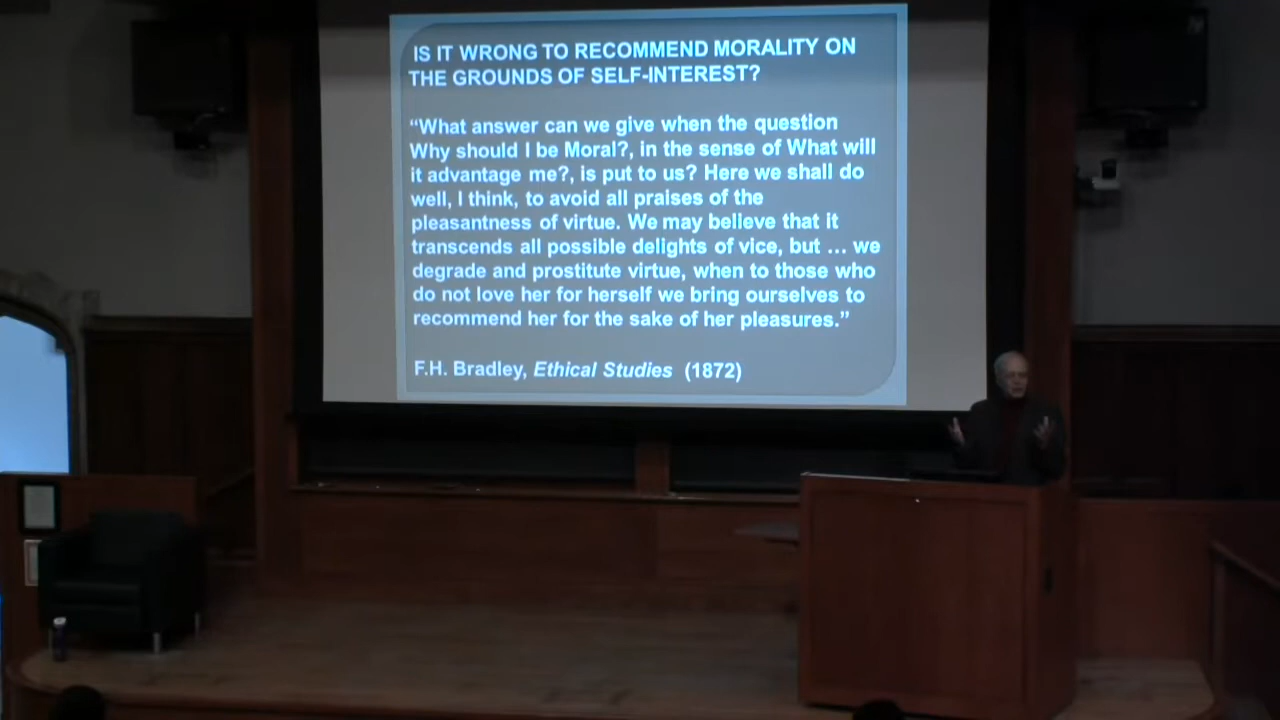 IS IT WRONG TO RECOMMEND MORALITY ON
THE GROUNDS OF SELF-INTEREST?
“What answer can we give when the question
Why should I be Moral?, in the sense of What will
it advantage me?, is put to us? Here we shall do
well, I think, to avoid all praises of the
pleasantness of virtue. We may believe that it
transcends all possible delights of vice, but ... we
degrade and prostitute virtue, when to those who
do not love her for herself we bring ourselves to
recommend her for the sake of her pleasures.”
F.H. Bradley, Ethical Studies (1872)